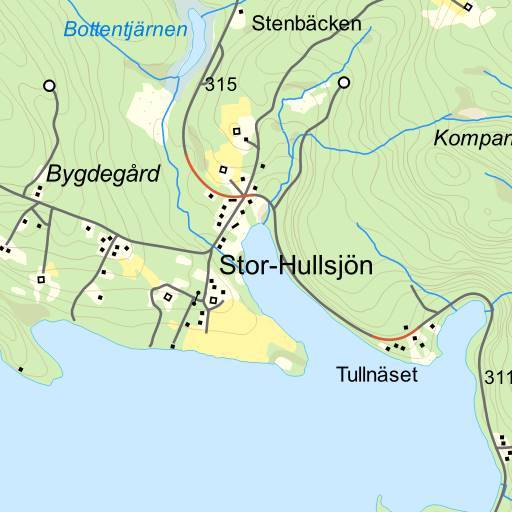 Stenbäcken
Bottentjärnen
315
Kompan
Bygdegård
Stor-Hullsjön
Tullnäset
311